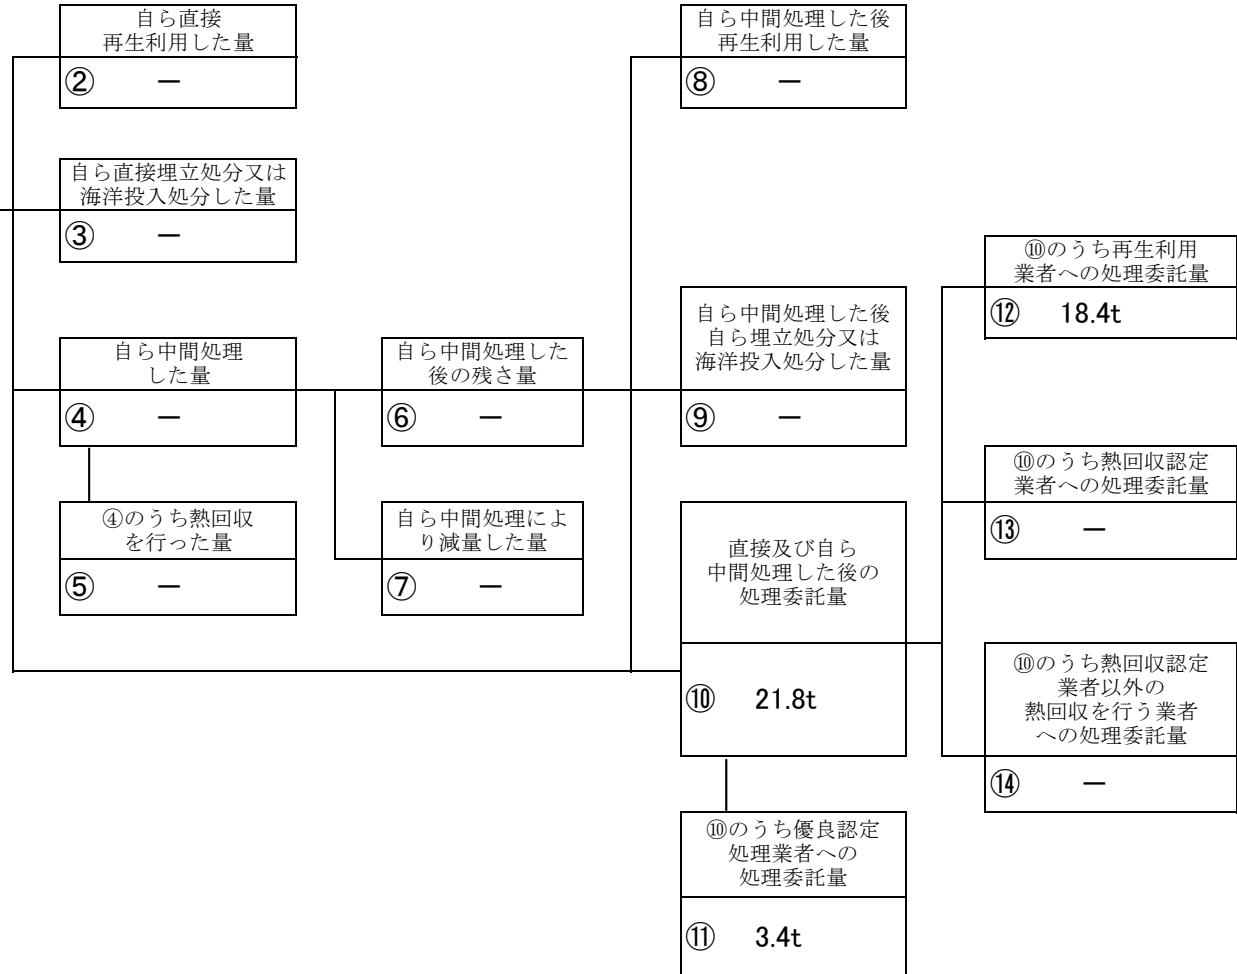 自ら直接
再生利用した量
② ー
自ら直接埋立処分又は
海洋投入処分した量
③ ー
自ら中間処理
した量
④ ー
④のうち熱回収
を行った量
⑤ ー
自ら中間処理した
後の残さ量
⑥ ー
自ら中間処理によ
り減量した量
⑦ ー
自ら中間処理した後
再生利用した量
⑧ ー
自ら中間処理した後
自ら埋立処分又は
海洋投入処分した量
⑨ ー
直接及び自ら
中間処理した後の
処理委託量
⑩ 21.8t
⑩のうち優良認定
処理業者への
処理委託量
⑪ 3.4t
⑩のうち再生利用
業者への処理委託量
⑫ 18.4t
⑩のうち熱回収認定
業者への処理委託量
⑬ ー
⑩のうち熱回収認定
業者以外の
熱回収を行う業者
への処理委託量
⑭ ー